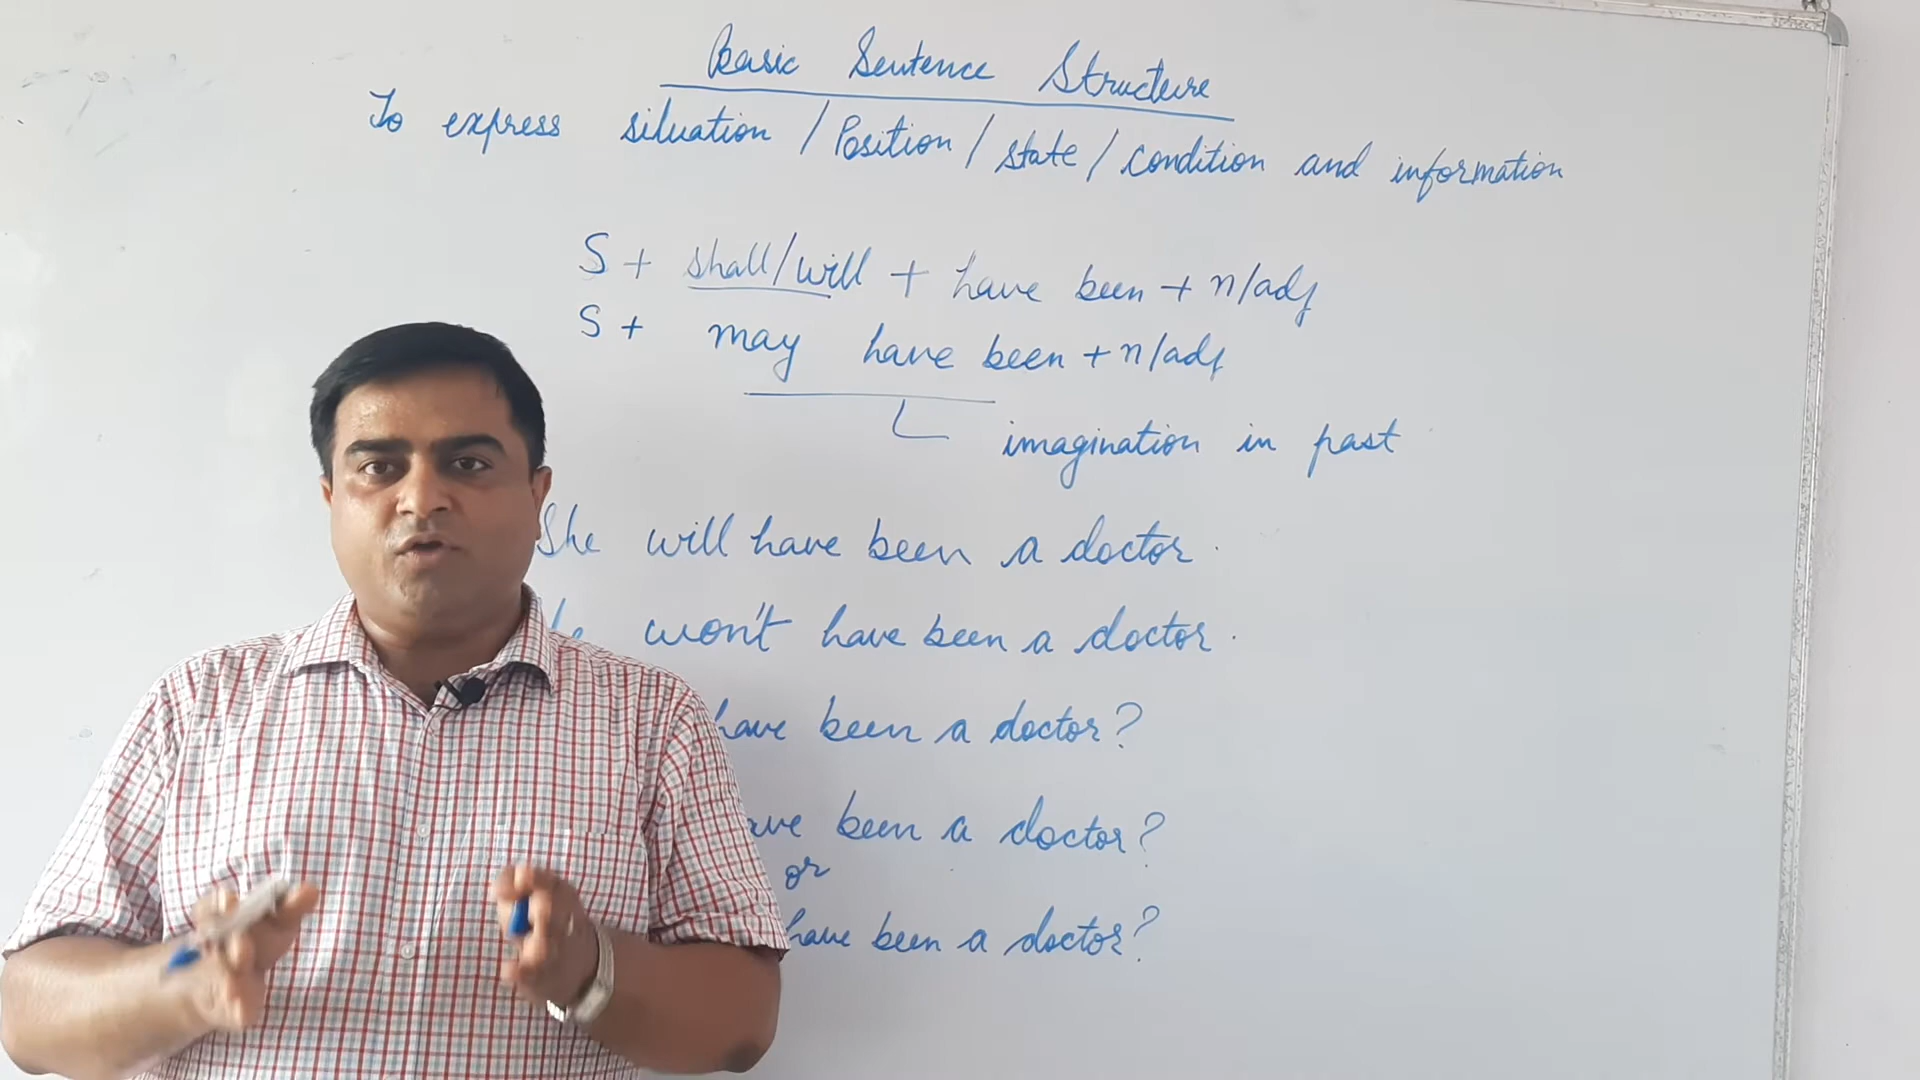 Basic Sentence Structure
To express situation / Position / state / condition and information
S + shall/will + have been + n/adj
S + may have been + n/adj
imagination in past
She will have been a doctor.
won't have been a doctor.
have been a doctor?
been a doctor?
or
have been a doctor?